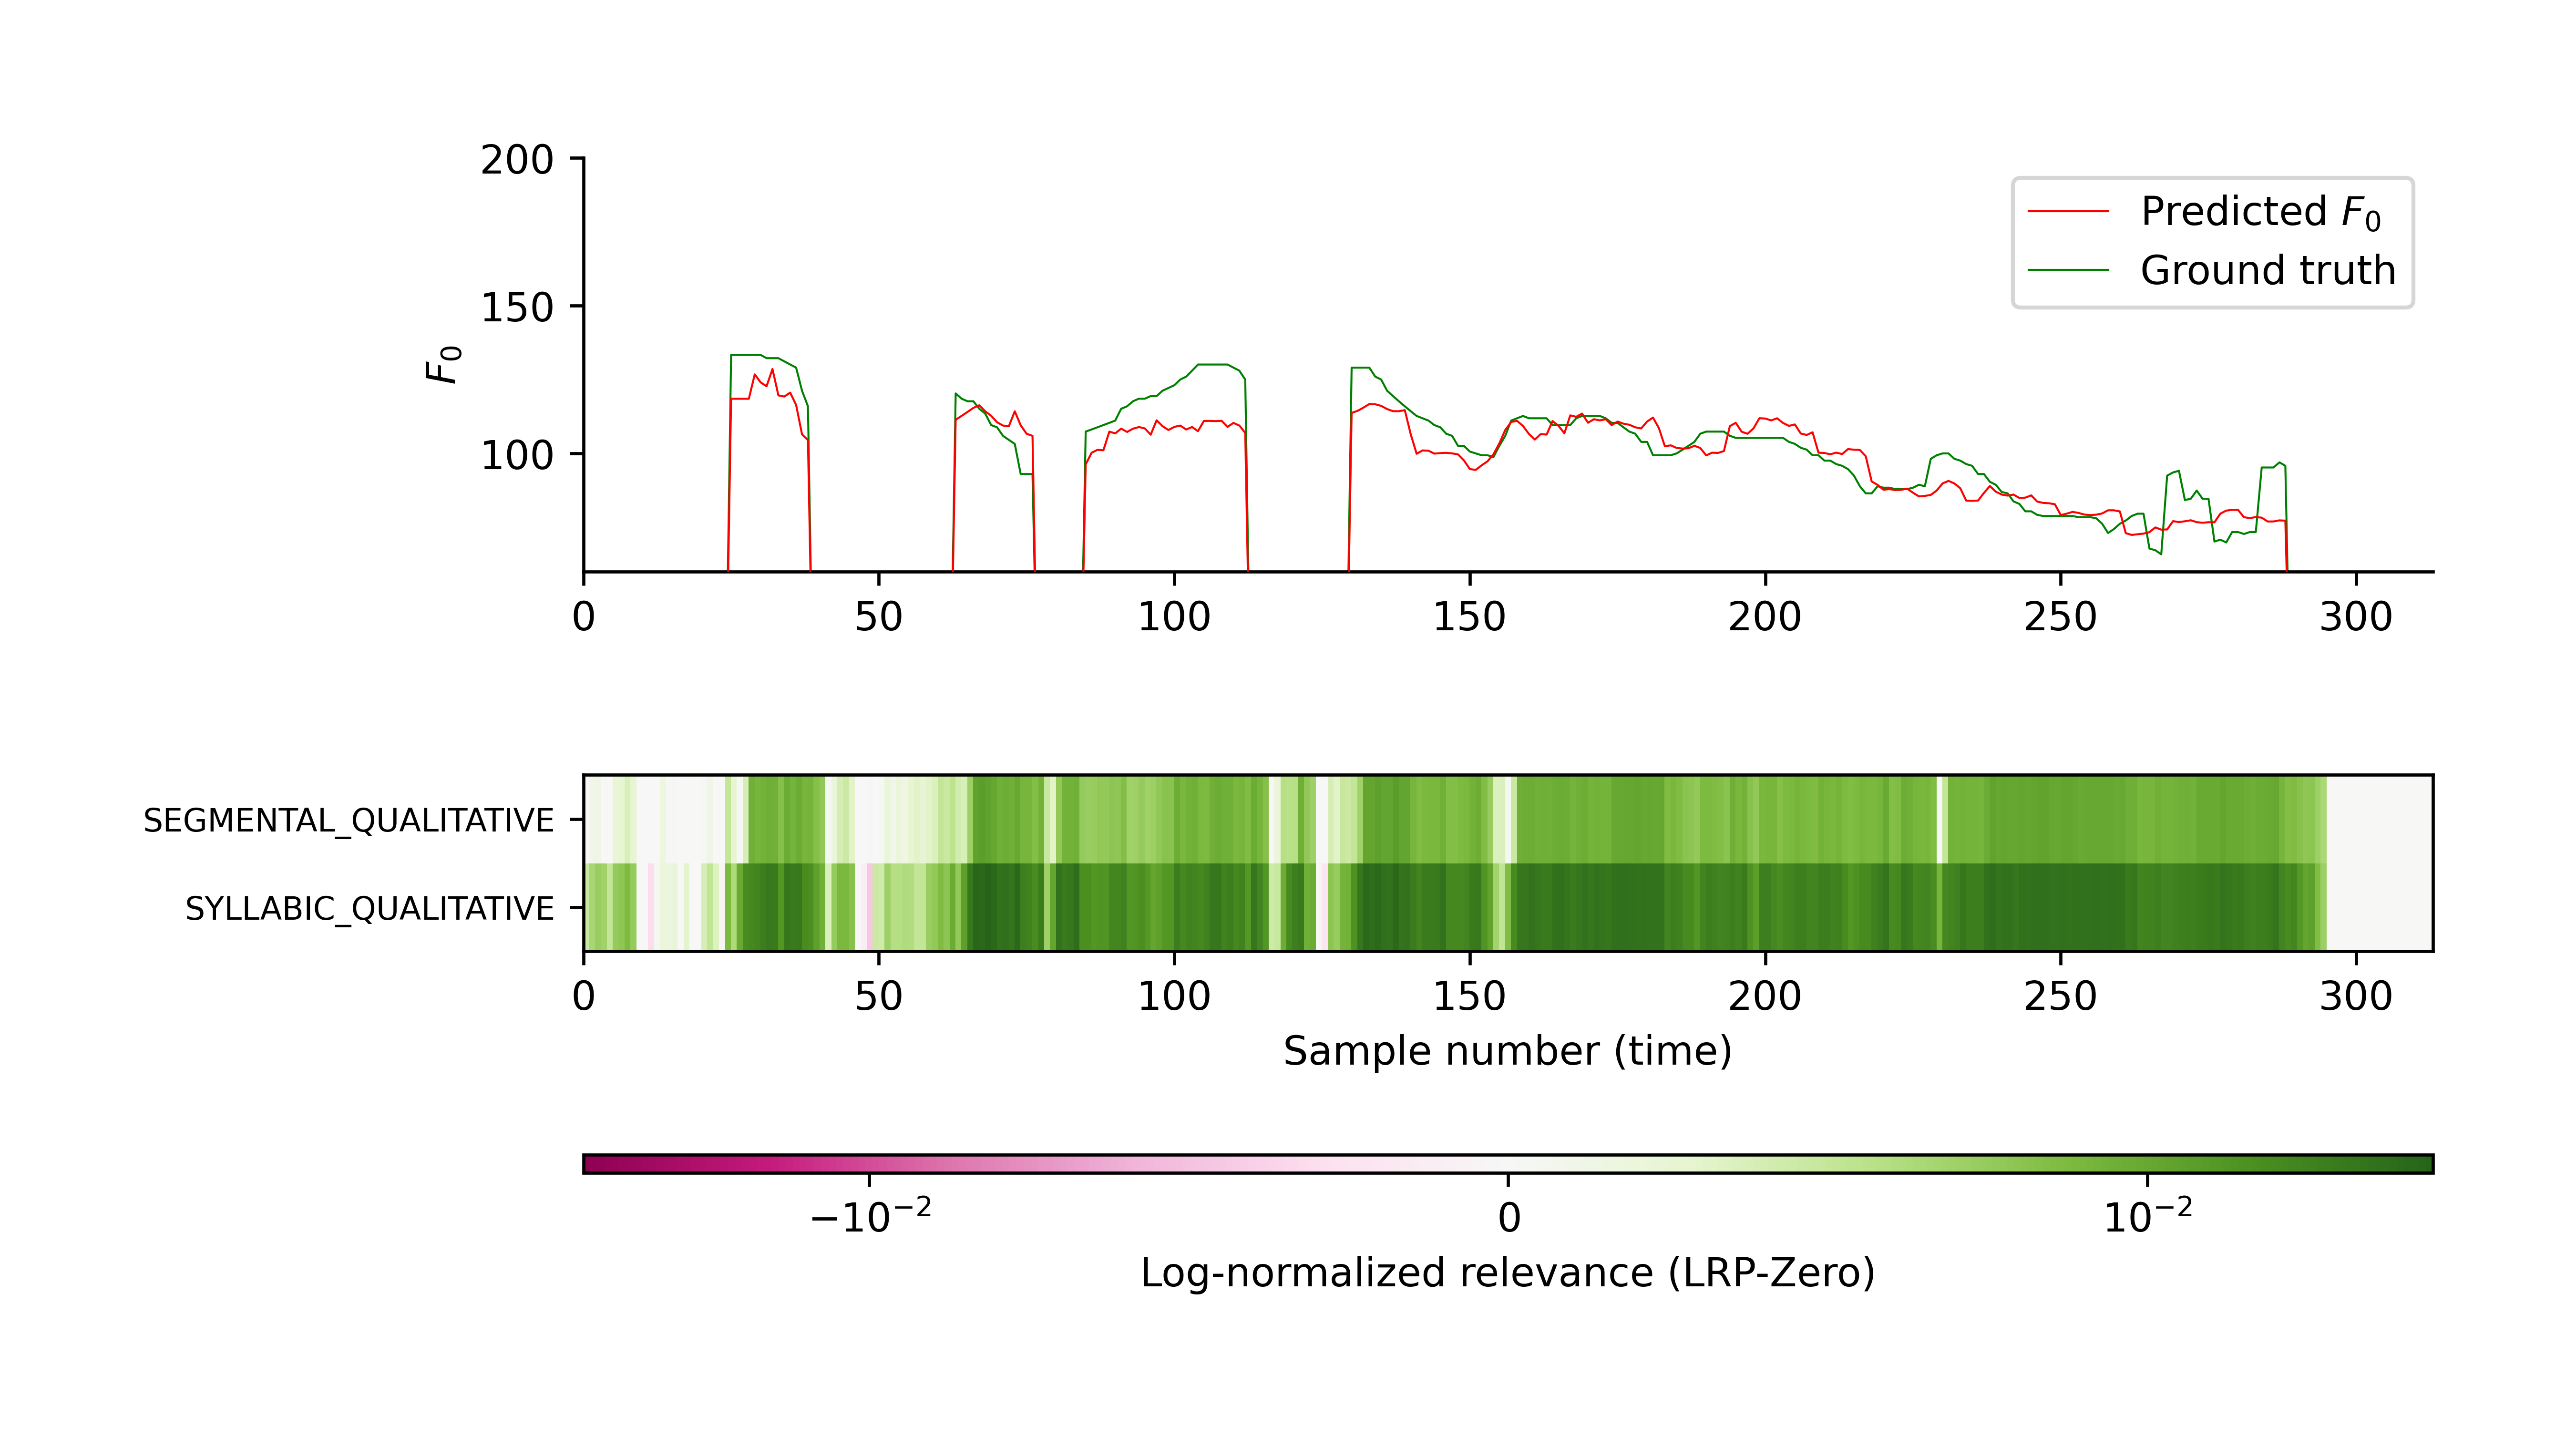 200
150
100
F₀
Predicted F₀
Ground truth
0 50 100 150 200 250 300
SEGMENTAL_QUALITATIVE
SYLLABIC_QUALITATIVE
0 50 100 150 200 250 300
Sample number (time)
−10⁻² 0 10⁻²
Log-normalized relevance (LRP-Zero)